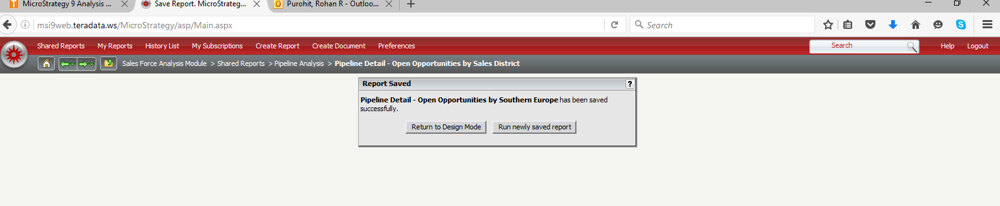 MicroStrategy 9 Analysis ...
Save Report. MicroStrateg...
Purohit, Rohan R - Outloo...
msi9web.teradata.ws/MicroStrategy/asp/Main.aspx
Search
Shared Reports My Reports History List My Subscriptions Create Report Create Document Preferences Search Help Logout
Sales Force Analysis Module > Shared Reports > Pipeline Analysis > Pipeline Detail - Open Opportunities by Sales District
Report Saved ?
Pipeline Detail - Open Opportunities by Southern Europe has been saved
successfully.
Return to Design Mode Run newly saved report